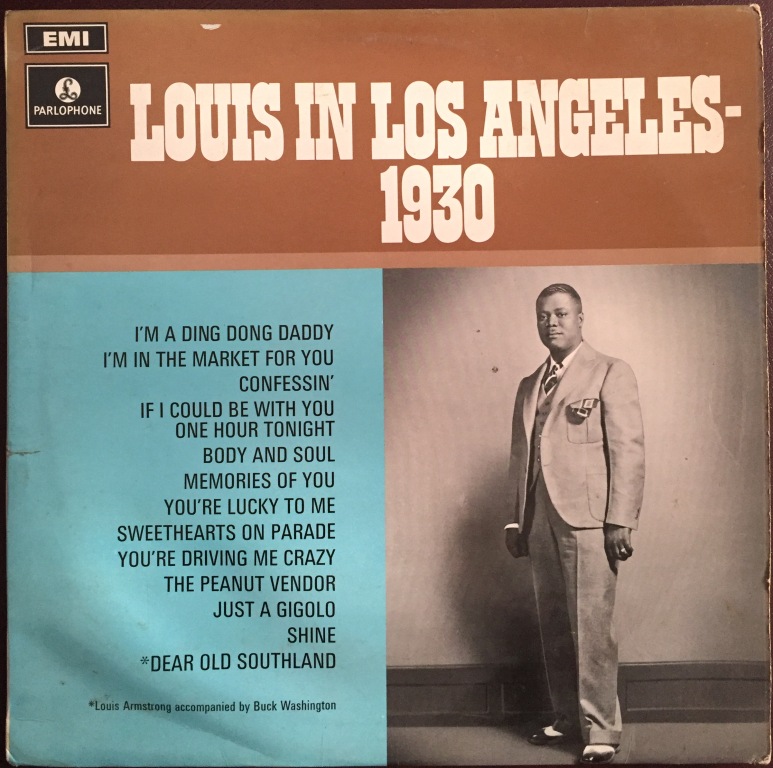 EMI
PARLOPHONE
LOUIS IN LOS ANGELES-
1930
I'M A DING DONG DADDY
I'M IN THE MARKET FOR YOU
CONFESSIN'
IF I COULD BE WITH YOU
ONE HOUR TONIGHT
BODY AND SOUL
MEMORIES OF YOU
YOU'RE LUCKY TO ME
SWEETHEARTS ON PARADE
YOU'RE DRIVING ME CRAZY
THE PEANUT VENDOR
JUST A GIGOLO
SHINE
*DEAR OLD SOUTHLAND
*Louis Armstrong accompanied by Buck Washington